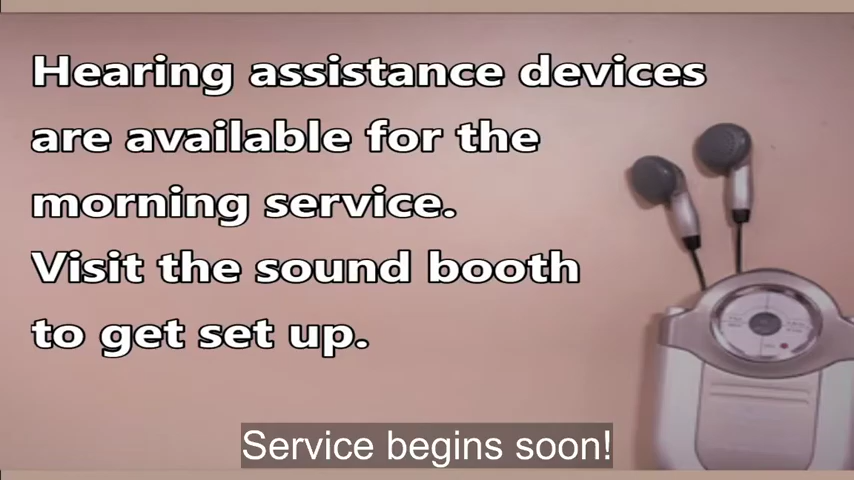 Hearing assistance devices
are available for the
morning service.
Visit the sound booth
to get set up.
Service begins soon!